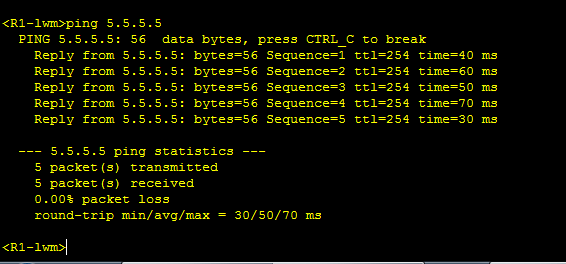 <R1-lwm>ping 5.5.5.5
PING 5.5.5.5: 56 data bytes, press CTRL_C to break
Reply from 5.5.5.5: bytes=56 Sequence=1 ttl=254 time=40 ms
Reply from 5.5.5.5: bytes=56 Sequence=2 ttl=254 time=60 ms
Reply from 5.5.5.5: bytes=56 Sequence=3 ttl=254 time=50 ms
Reply from 5.5.5.5: bytes=56 Sequence=4 ttl=254 time=70 ms
Reply from 5.5.5.5: bytes=56 Sequence=5 ttl=254 time=30 ms
--- 5.5.5.5 ping statistics ---
5 packet(s) transmitted
5 packet(s) received
0.00% packet loss
round-trip min/avg/max = 30/50/70 ms
<R1-lwm>